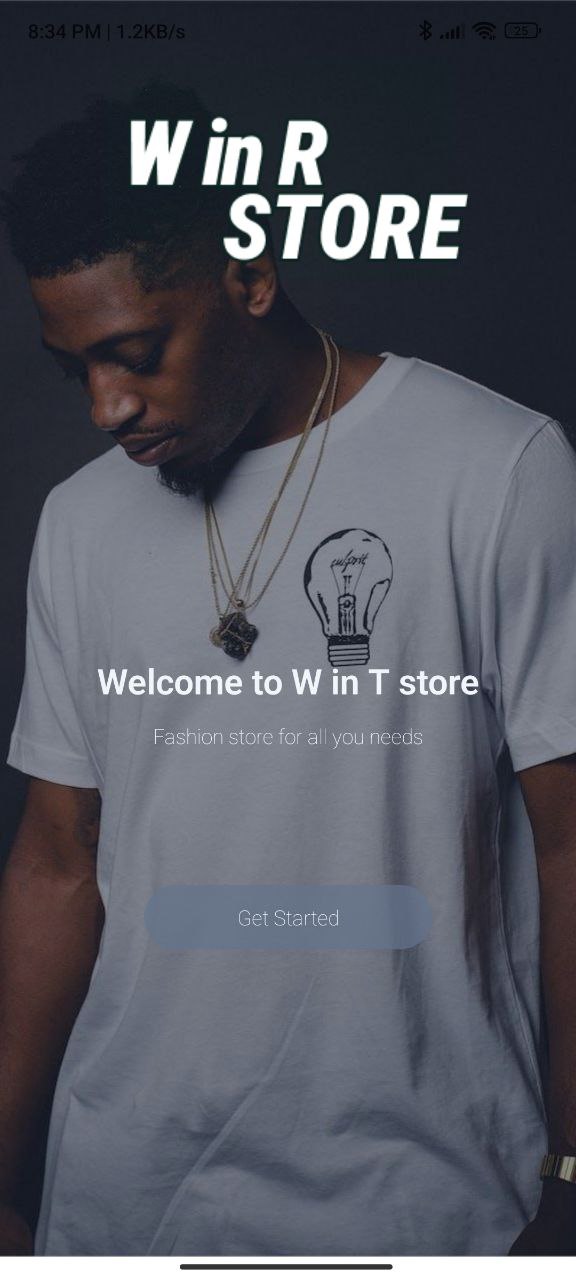 8:34 PM | 1.2KB/s
25
W in R
STORE
culprit
Welcome to W in T store
Fashion store for all you needs
Get Started